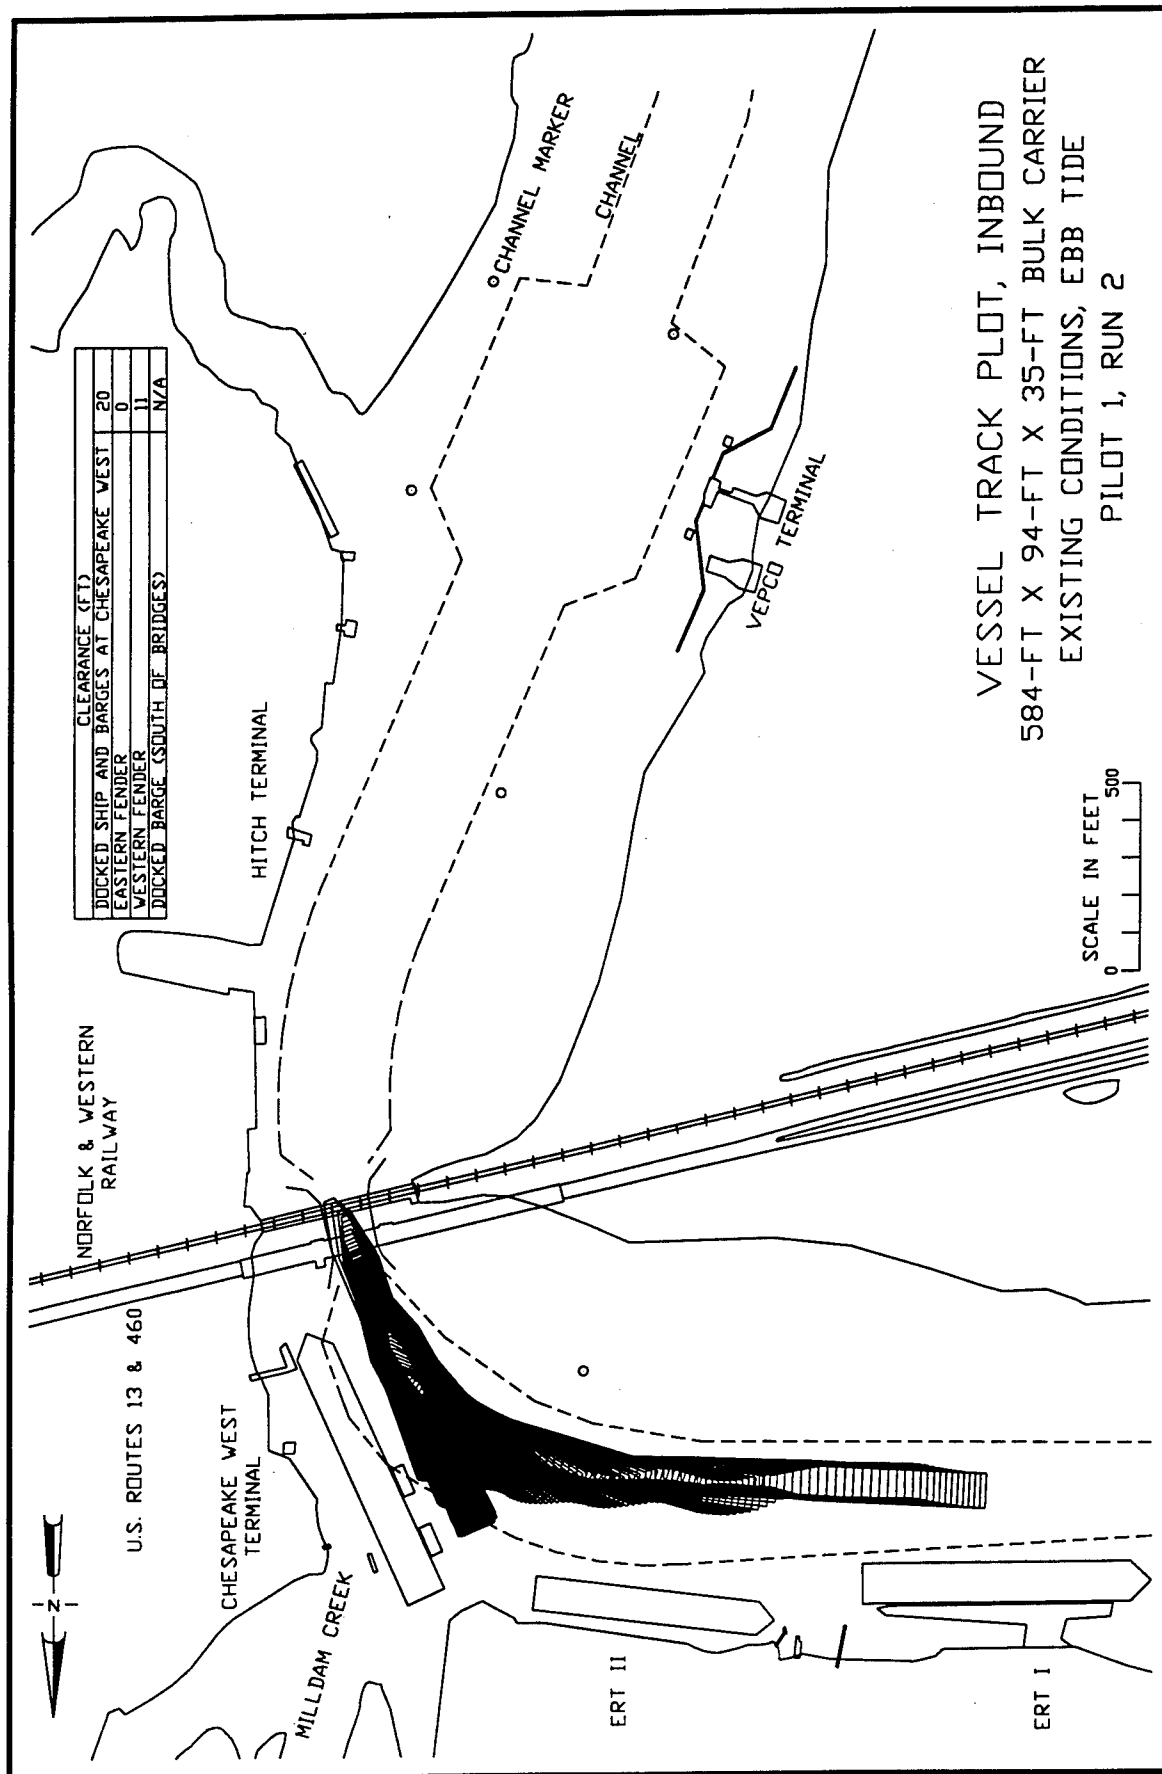 CLEARANCE (FT)
DOCKED SHIP AND BARGES AT CHESAPEAKE WEST 20
EASTERN FENDER 0
WESTERN FENDER 11
DOCKED BARGE (SOUTH OF BRIDGES) N/A
N
U.S. ROUTES 13 & 460
NORFOLK & WESTERN
RAILWAY
HITCH TERMINAL
CHESAPEAKE WEST
TERMINAL
MILLDAM CREEK
CHANNEL MARKER
CHANNEL
VEPCO TERMINAL
ERT II
ERT I
SCALE IN FEET
0 500
VESSEL TRACK PLOT, INBOUND
584-FT X 94-FT X 35-FT BULK CARRIER
EXISTING CONDITIONS, EBB TIDE
PILOT 1, RUN 2